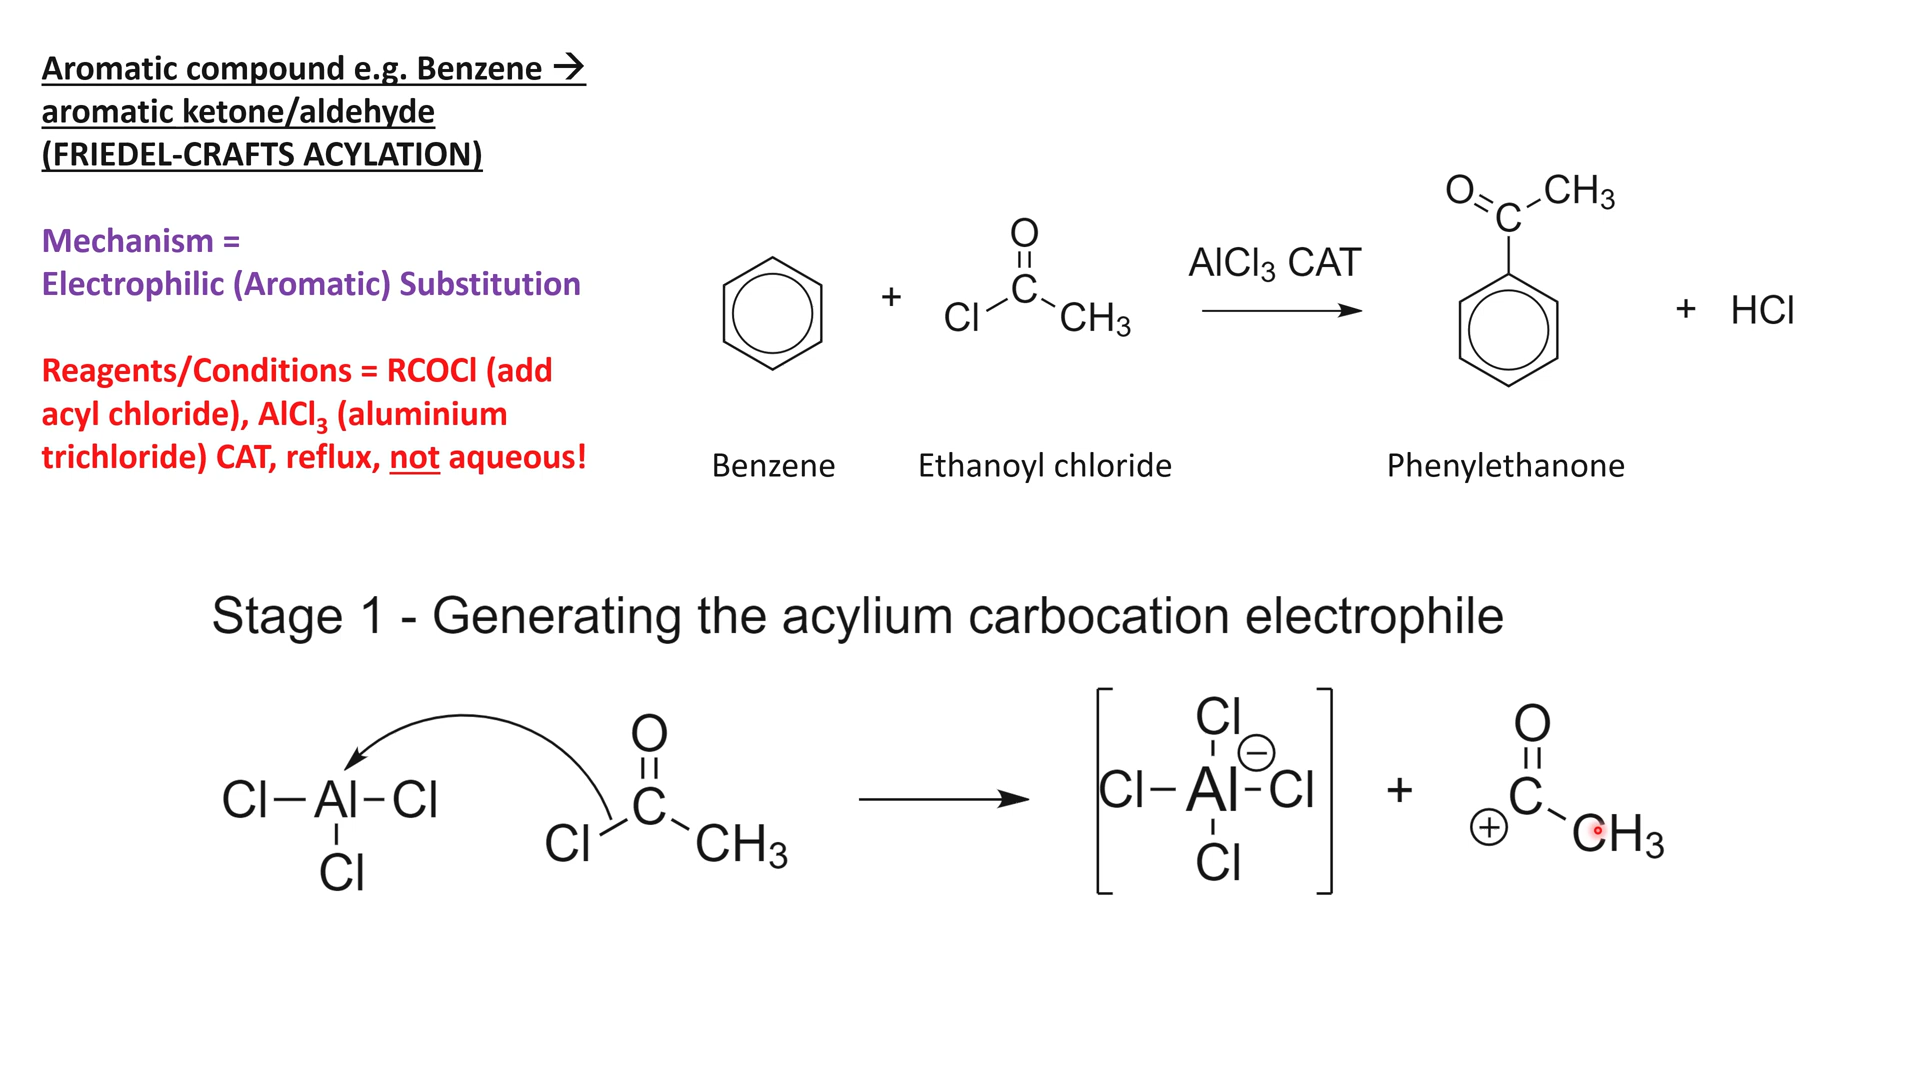 Aromatic compound e.g. Benzene →
aromatic ketone/aldehyde
(FRIEDEL-CRAFTS ACYLATION)
Mechanism =
Electrophilic (Aromatic) Substitution
Reagents/Conditions = RCOCl (add
acyl chloride), AlCl₃ (aluminium
trichloride) CAT, reflux, not aqueous!
O
C
Cl
CH₃
+
AlCl₃ CAT
O
C
CH₃
+ HCl
Benzene
Ethanoyl chloride
Phenylethanone
Stage 1 - Generating the acylium carbocation electrophile
Cl–Al–Cl
Cl
O
C
Cl
CH₃
Cl
−
Cl–Al–Cl
Cl
+
O
C
+
CH₃